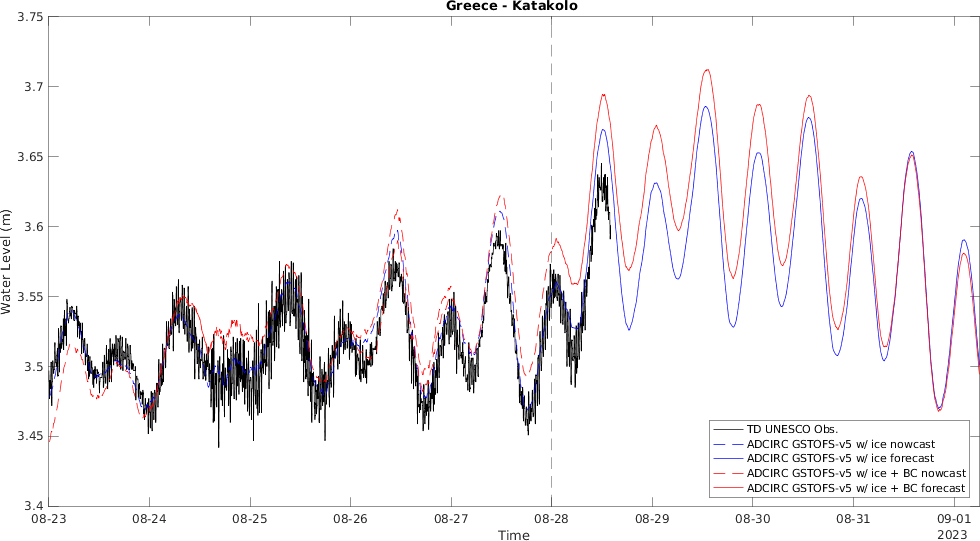 Greece - Katakolo
3.75
3.7
3.65
3.6
3.55
3.5
3.45
3.4
Water Level (m)
08-23 08-24 08-25 08-26 08-27 08-28 08-29 08-30 08-31 09-01
2023
Time
TD UNESCO Obs.
ADCIRC GSTOFS-v5 w/ ice nowcast
ADCIRC GSTOFS-v5 w/ ice forecast
ADCIRC GSTOFS-v5 w/ ice + BC nowcast
ADCIRC GSTOFS-v5 w/ ice + BC forecast